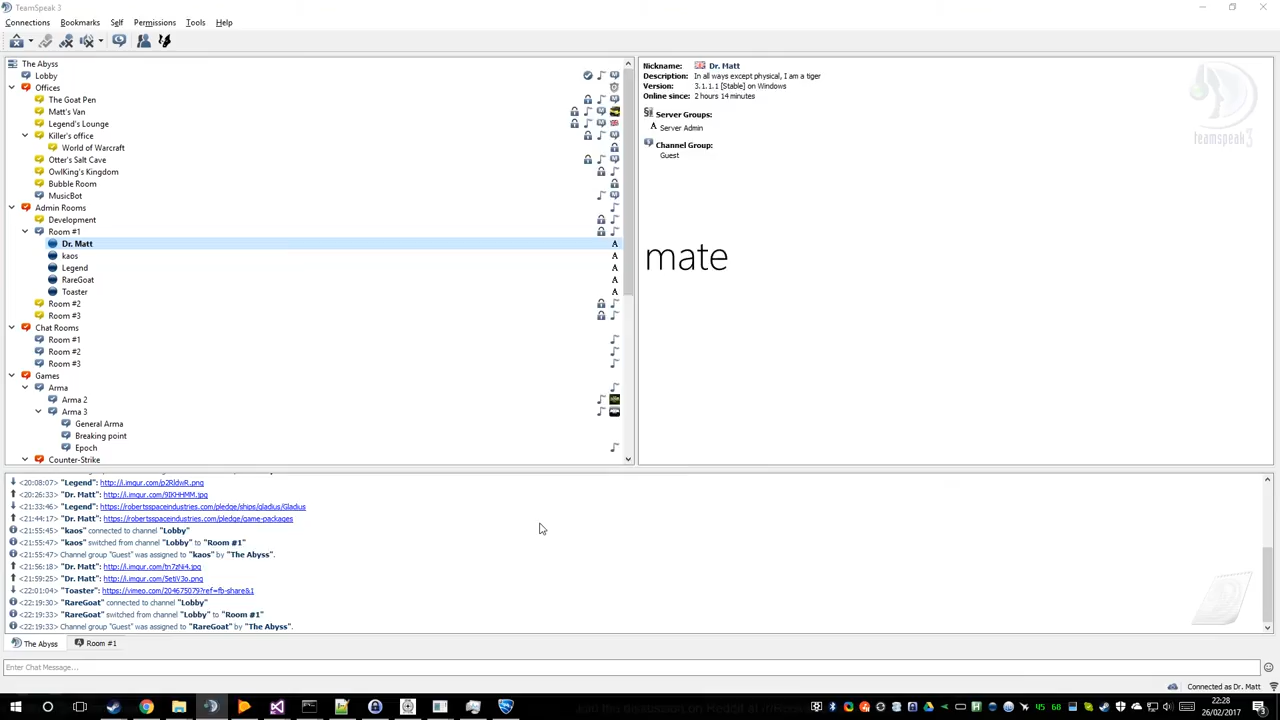 TeamSpeak 3
Connections Bookmarks Self Permissions Tools Help
The Abyss
Lobby
Offices
The Goat Pen
Matt's Van
Legend's Lounge
Killer's office
World of Warcraft
Otter's Salt Cave
OwlKing's Kingdom
Bubble Room
MusicBot
Admin Rooms
Development
Room #1
Dr. Matt
kaos
Legend
RareGoat
Toaster
Room #2
Room #3
Chat Rooms
Room #1
Room #2
Room #3
Games
Arma
Arma 2
Arma 3
General Arma
Breaking point
Epoch
Counter-Strike
Nickname: Dr. Matt
Description: In all ways except physical, I am a tiger
Version: 3.1.1.1 [Stable] on Windows
Online since: 2 hours 14 minutes
Server Groups:
Server Admin
Channel Group:
Guest
teamspeak3
mate
<20:08:07> "Legend": http://i.imgur.com/p2RldwR.png
<20:26:33> "Dr. Matt": http://i.imgur.com/9IXHHMM.jpg
<21:33:46> "Legend": https://robertsspaceindustries.com/pledge/ships/gladius/Gladius
<21:44:17> "Dr. Matt": https://robertsspaceindustries.com/pledge/game-packages
<21:55:45> "kaos" connected to channel "Lobby"
<21:55:47> "kaos" switched from channel "Lobby" to "Room #1"
<21:55:47> Channel group "Guest" was assigned to "kaos" by "The Abyss".
<21:56:18> "Dr. Matt": http://i.imgur.com/tn7zNi4.jpg
<21:59:25> "Dr. Matt": http://i.imgur.com/5etiV3o.png
<22:01:04> "Toaster": https://vimeo.com/204675079?ref=fb-share&1
<22:19:30> "RareGoat" connected to channel "Lobby"
<22:19:33> "RareGoat" switched from channel "Lobby" to "Room #1"
<22:19:33> Channel group "Guest" was assigned to "RareGoat" by "The Abyss".
The Abyss Room #1
Enter Chat Message...
Connected as Dr. Matt
45 68
22:28
26/02/2017